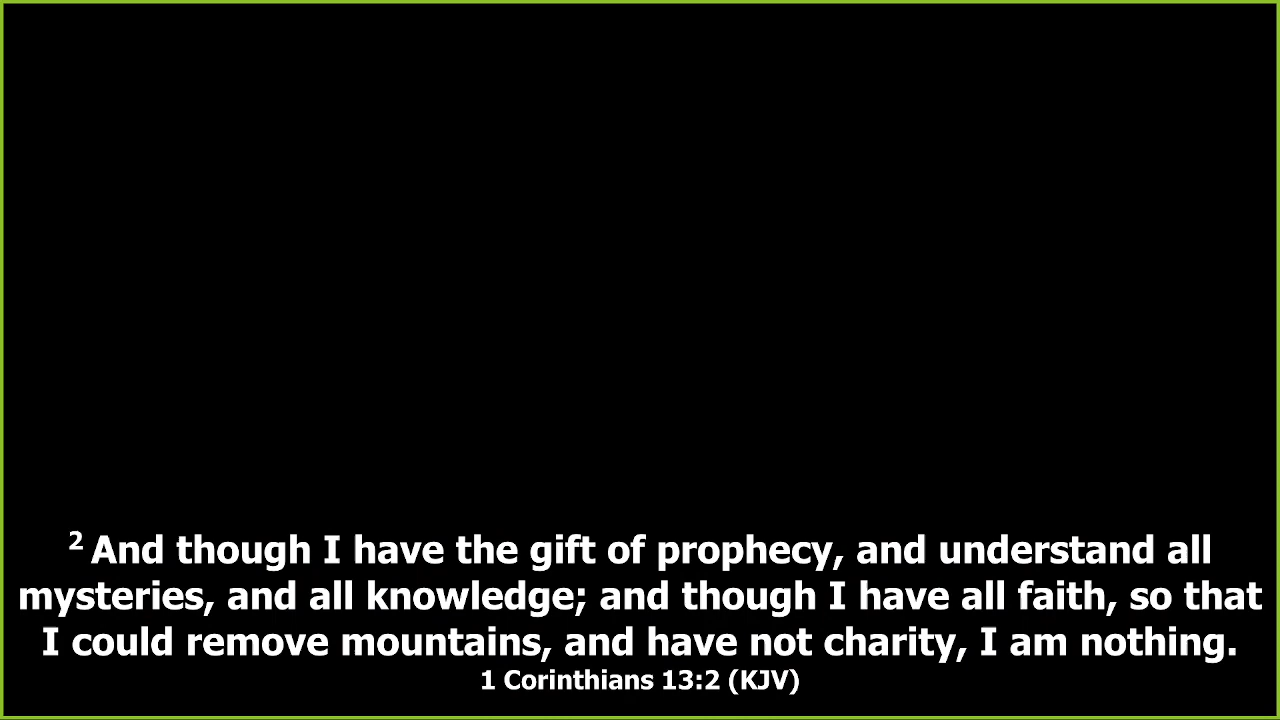 2 And though I have the gift of prophecy, and understand all
mysteries, and all knowledge; and though I have all faith, so that
I could remove mountains, and have not charity, I am nothing.
1 Corinthians 13:2 (KJV)